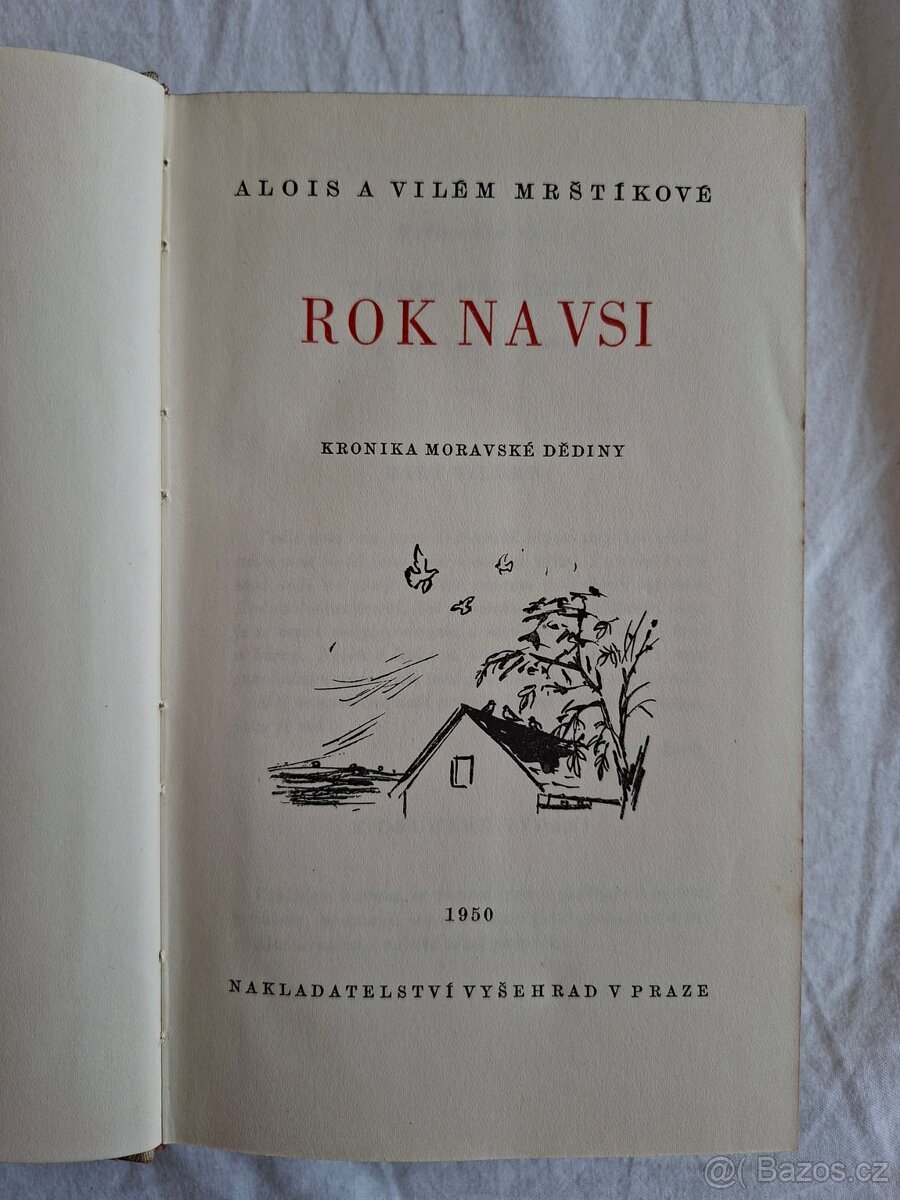 ALOIS A VILÉM MRŠTÍKOVÉ
ROK NA VSI
KRONIKA MORAVSKÉ DĚDINY
1950
NAKLADATELSTVÍ VYŠEHRAD V PRAZE
@ Bazos.cz